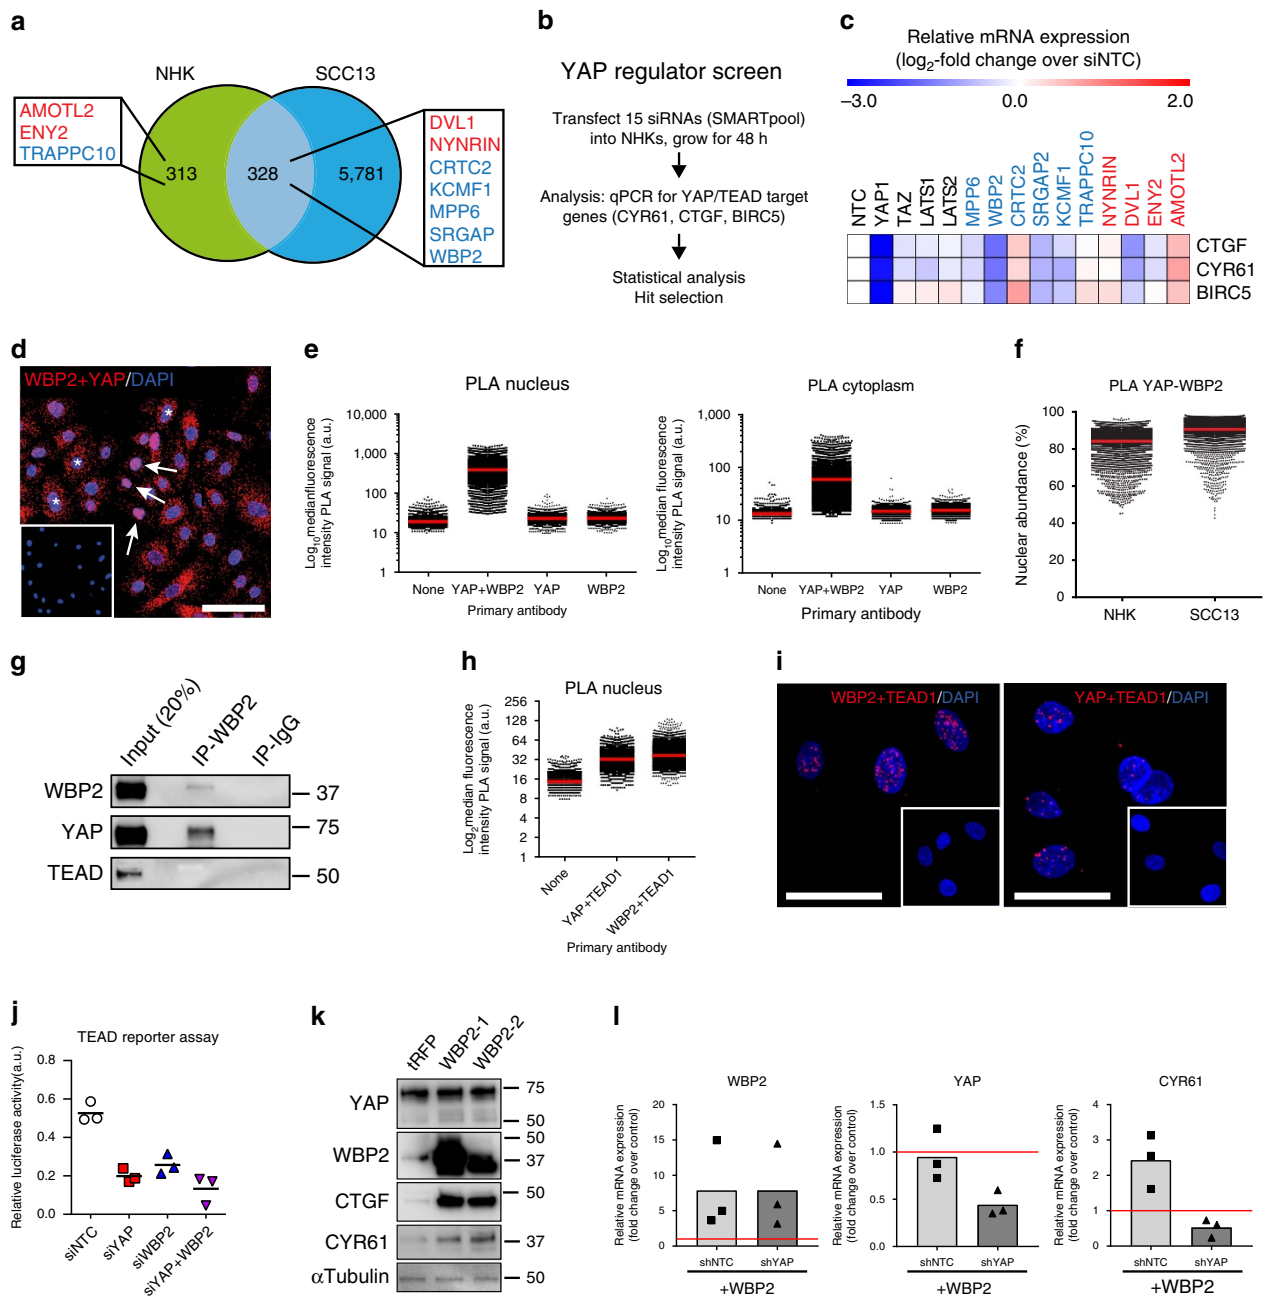 a
NHK
SCC13
AMOTL2
ENY2
TRAPPC10
313
328
5,781
DVL1
NYNRIN
CRTC2
KCMF1
MPP6
SRGAP
WBP2
b
YAP regulator screen
Transfect 15 siRNAs (SMARTpool)
into NHKs, grow for 48 h
Analysis: qPCR for YAP/TEAD target
genes (CYR61, CTGF, BIRC5)
Statistical analysis
Hit selection
c
Relative mRNA expression
(log2-fold change over siNTC)
–3.0
0.0
2.0
NTC
YAP1
TAZ
LATS1
LATS2
MPP6
WBP2
CRTC2
SRGAP2
KCMF1
TRAPPC10
NYNRIN
DVL1
ENY2
AMOTL2
CTGF
CYR61
BIRC5
d
WBP2+YAP/DAPI
*
*
*
e
PLA nucleus
Log10medianfluorescence
intensity PLA signal (a.u.)
10,000
1,000
100
10
1
None
YAP+WBP2
YAP
WBP2
Primary antibody
PLA cytoplasm
Log10median fluorescence
intensity PLA signal (a.u.)
1,000
100
10
1
None
YAP+WBP2
YAP
WBP2
Primary antibody
f
PLA YAP-WBP2
Nuclear abundance (%)
100
80
60
40
20
0
NHK
SCC13
g
Input (20%)
IP-WBP2
IP-IgG
WBP2
37
YAP
75
TEAD
50
h
PLA nucleus
Log2median fluorescence
intensity PLA signal (a.u.)
256
128
64
32
16
8
4
2
1
None
YAP+TEAD1
WBP2+TEAD1
Primary antibody
i
WBP2+TEAD1/DAPI
YAP+TEAD1/DAPI
j
TEAD reporter assay
Relative luciferase activity(a.u.)
0.8
0.6
0.4
0.2
0.0
siNTC
siYAP
siWBP2
siYAP+WBP2
k
tRFP
WBP2-1
WBP2-2
YAP
75
50
WBP2
50
37
CTGF
50
CYR61
37
αTubulin
50
l
WBP2
Relative mRNA expression
(fold change over control)
20
15
10
5
0
shNTC
shYAP
+WBP2
YAP
Relative mRNA expression
(fold change over control)
1.5
1.0
0.5
0.0
shNTC
shYAP
+WBP2
CYR61
Relative mRNA expression
(fold change over control)
4
3
2
1
0
shNTC
shYAP
+WBP2